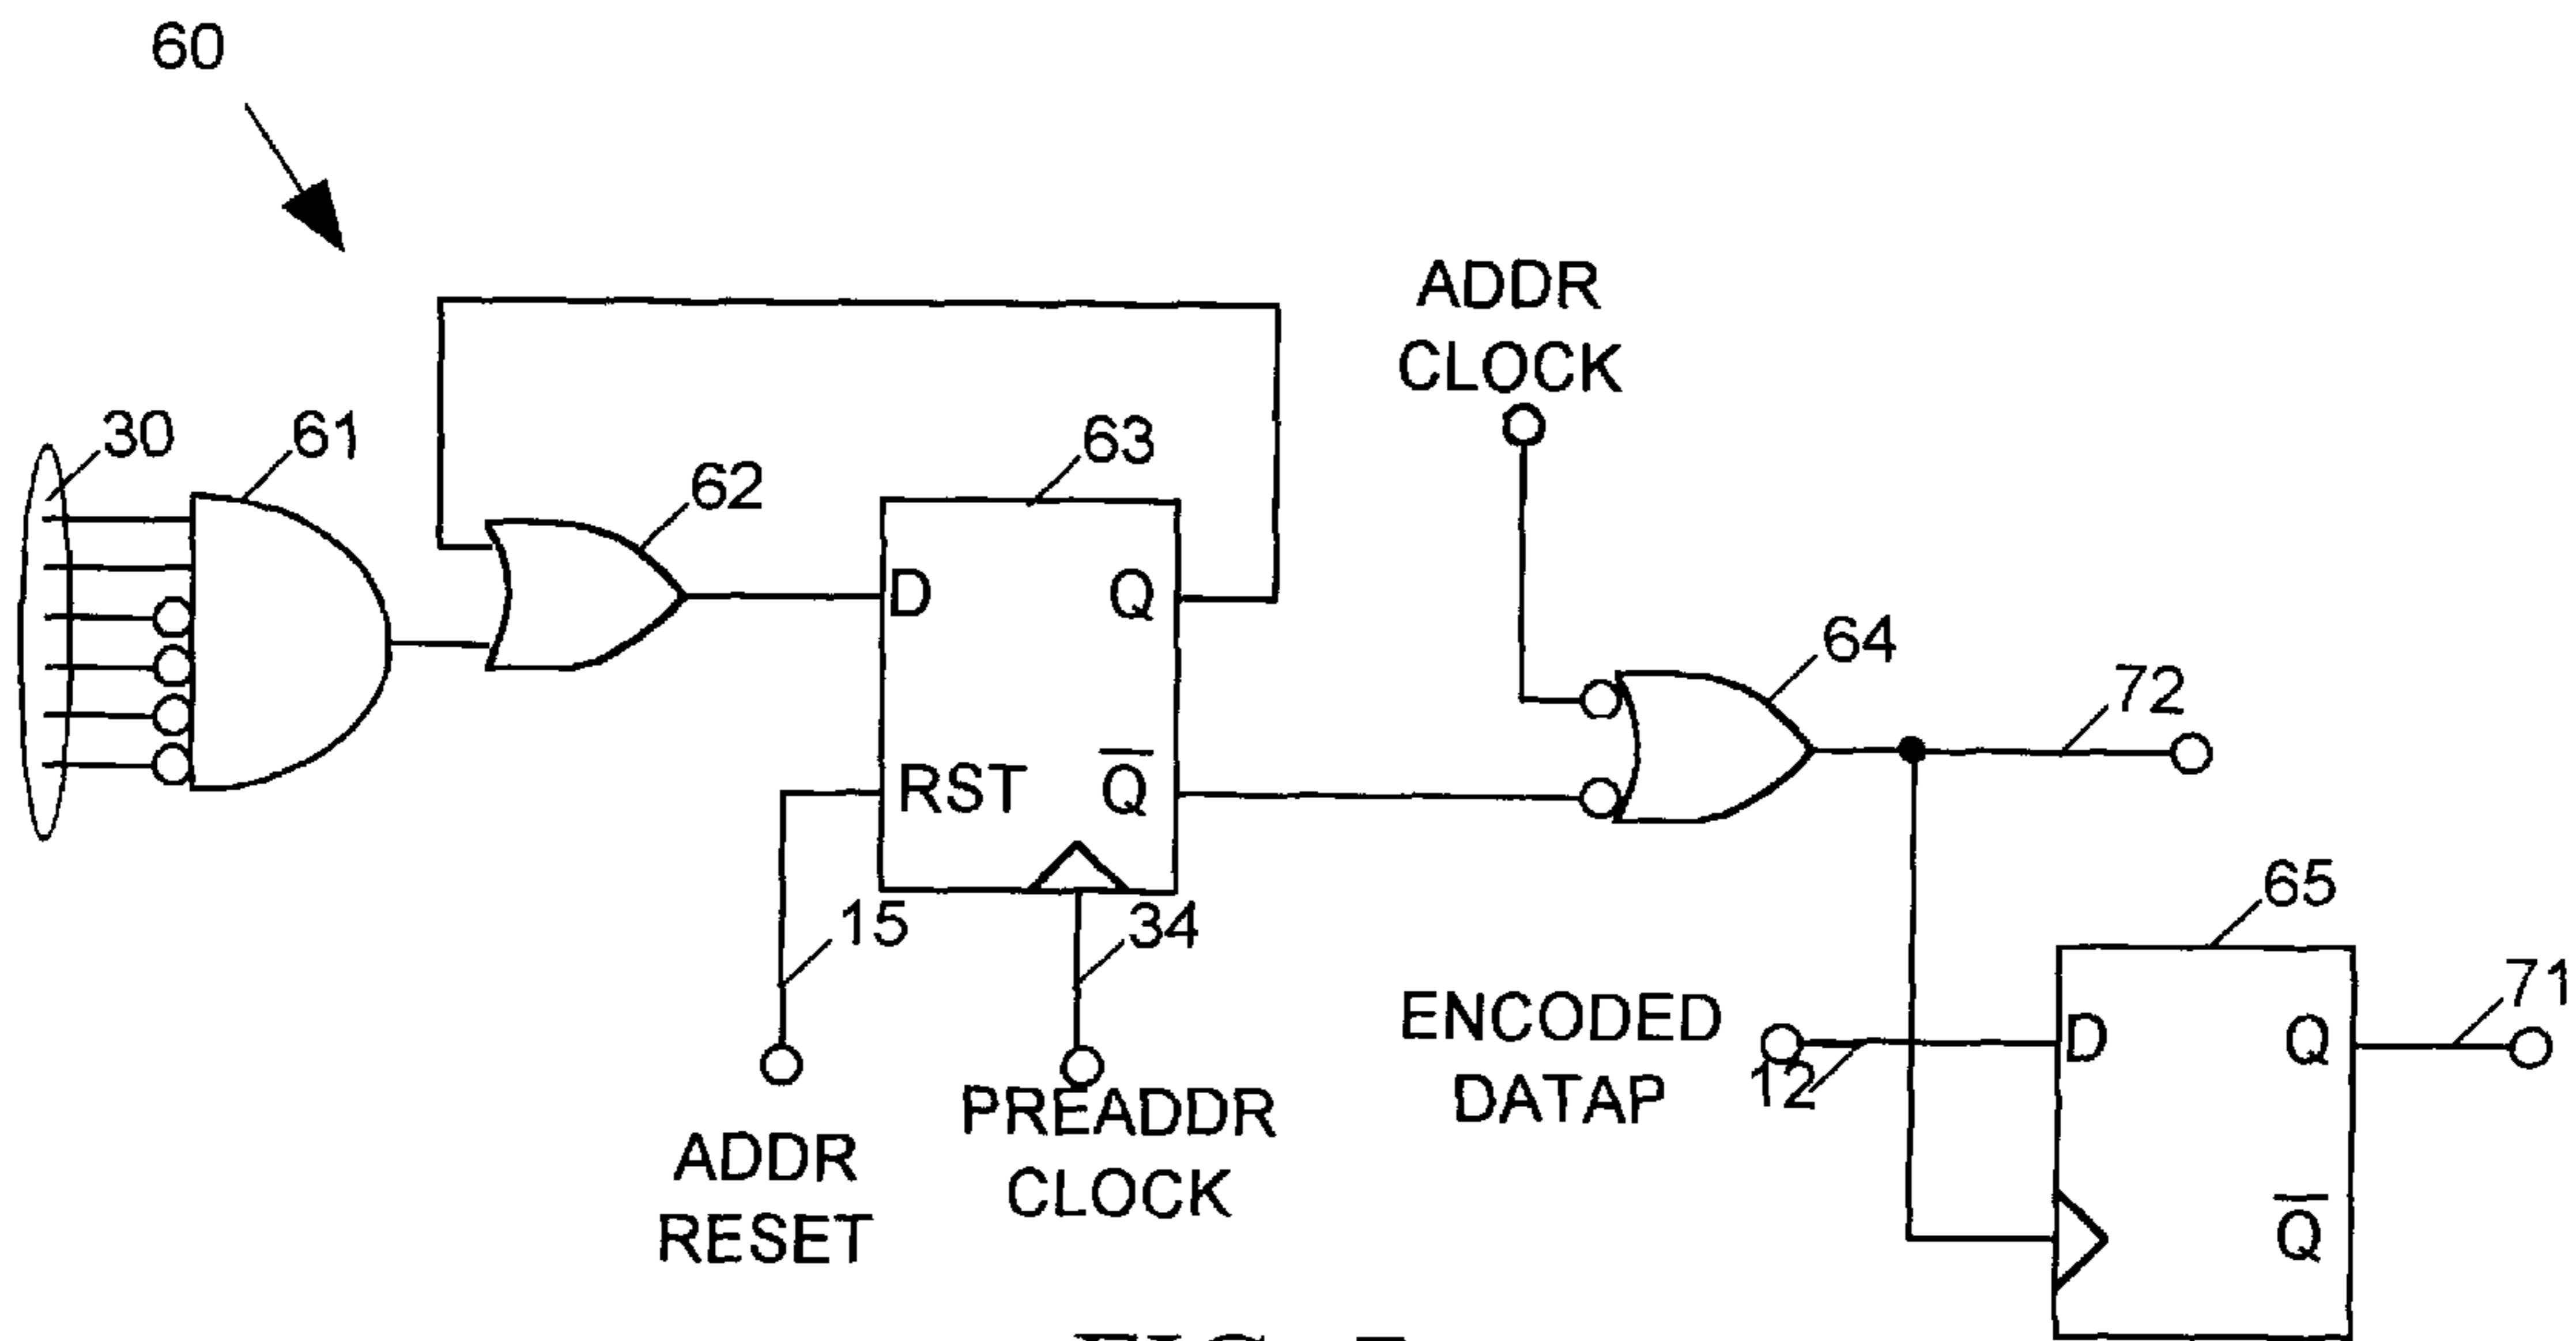 60
ADDR
CLOCK
30
61
62
63
D
Q
RST
Q
64
72
15
34
65
ENCODED
DATAP
12
D
Q
71
Q
ADDR
RESET
PREADDR
CLOCK